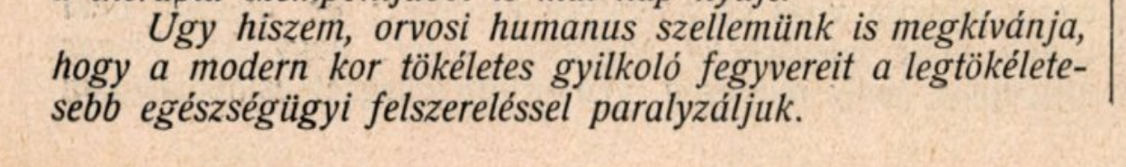 Ugy hiszem, orvosi humanus szellemünk is megkívánja,
hogy a modern kor tökéletes gyilkoló fegyvereit a legtökélete-
sebb egészségügyi felszereléssel paralyzáljuk.